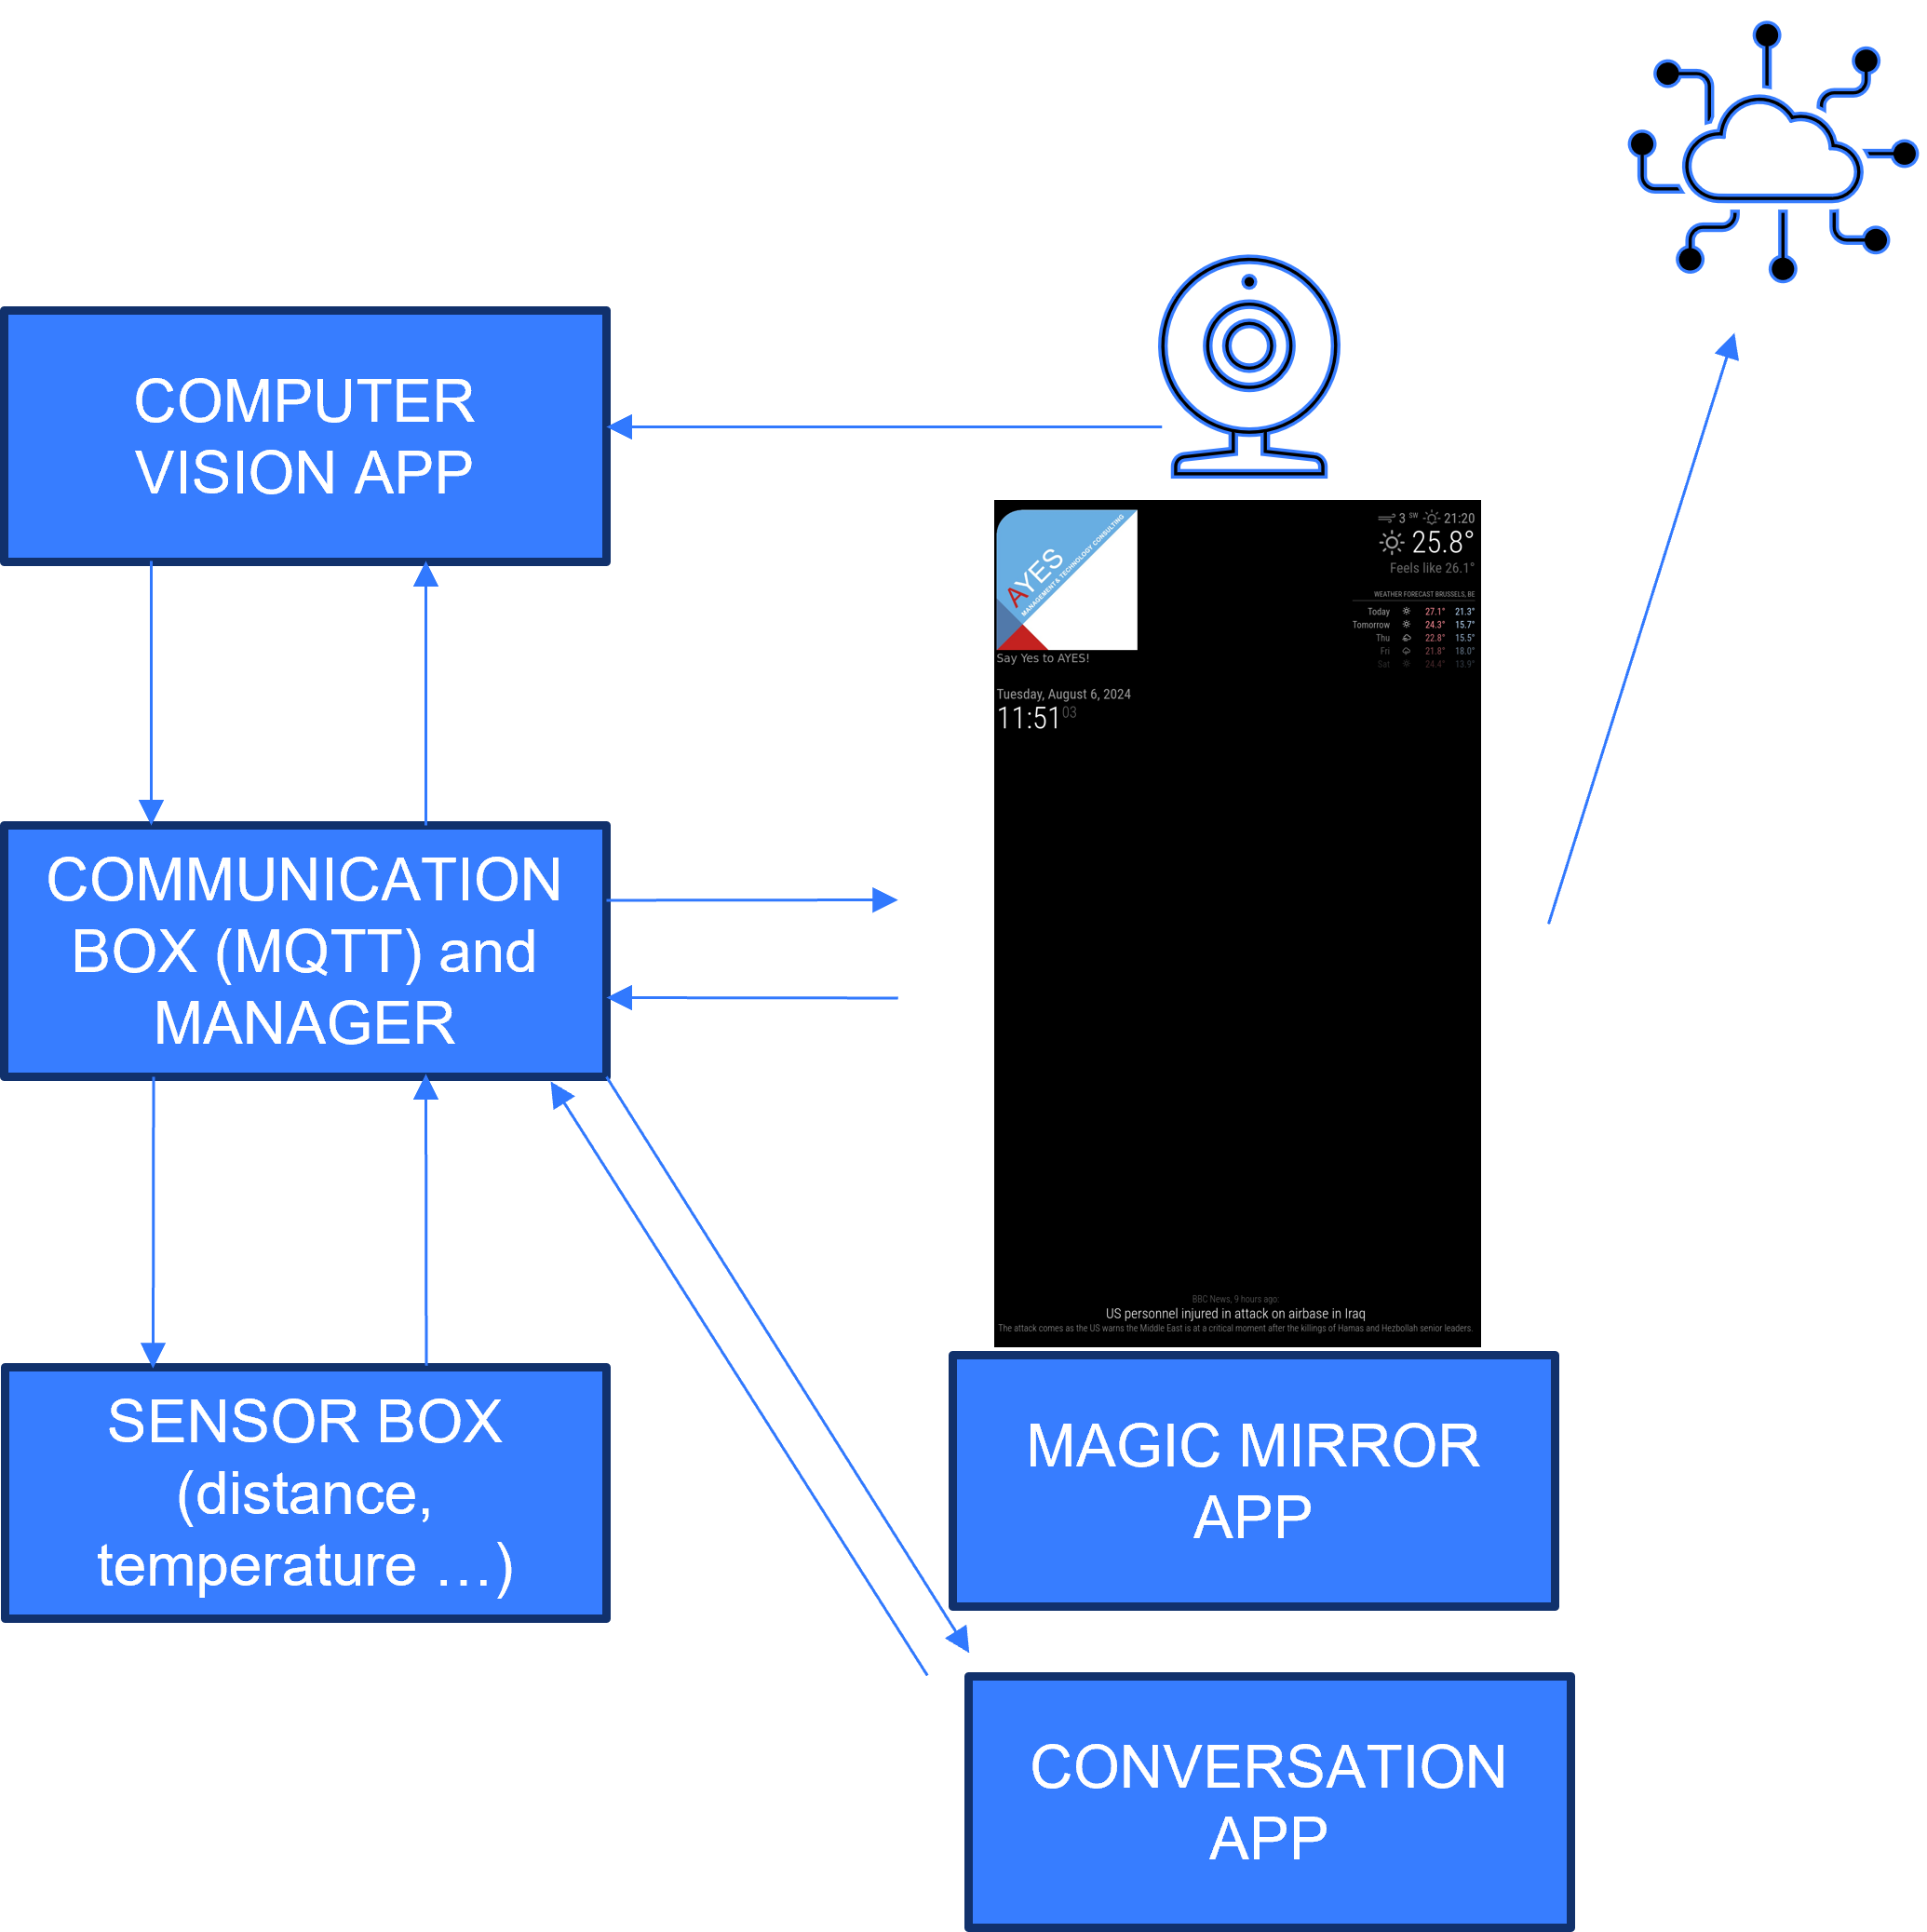 COMPUTER
VISION APP
COMMUNICATION
BOX (MQTT) and
MANAGER
SENSOR BOX
(distance,
temperature ...)
AYES
MANAGEMENT & TECHNOLOGY CONSULTING
Say Yes to AYES!
Tuesday, August 6, 2024
11:51 03
3 SW 21:20
25.8°
Feels like 26.1°
WEATHER FORECAST BRUSSELS, BE
Today 27.1° 21.3°
Tomorrow 24.3° 15.7°
Thu 22.8° 15.5°
Fri 21.8° 18.0°
Sat 24.4° 13.9°
BBC News, 9 hours ago:
US personnel injured in attack on airbase in Iraq
The attack comes as the US warns the Middle East is at a critical moment after the killings of Hamas and Hezbollah senior leaders.
MAGIC MIRROR
APP
CONVERSATION
APP